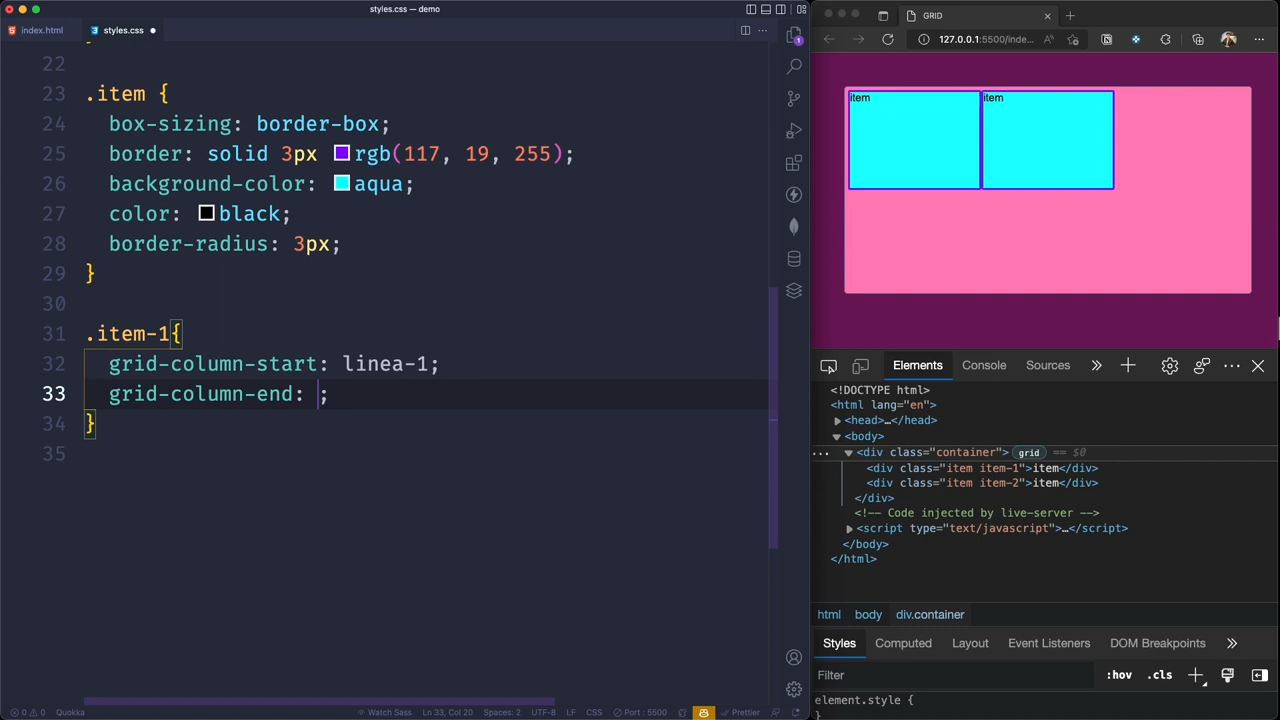 styles.css — demo
index.html
styles.css
22
23 .item {
24 box-sizing: border-box;
25 border: solid 3px rgb(117, 19, 255);
26 background-color: aqua;
27 color: black;
28 border-radius: 3px;
29 }
30
31 .item-1{
32 grid-column-start: linea-1;
33 grid-column-end: ;
34 }
35
0 0 Quokka Watch Sass Ln 33, Col 20 Spaces: 2 UTF-8 LF CSS Port : 5500 Prettier
1
GRID
127.0.0.1:5500/inde...
item
item
Elements Console Sources
<!DOCTYPE html>
<html lang="en">
<head>…</head>
<body>
<div class="container"> grid == $0
<div class="item item-1">item</div>
<div class="item item-2">item</div>
</div>
<!-- Code injected by live-server -->
<script type="text/javascript">…</script>
</body>
</html>
html body div.container
Styles Computed Layout Event Listeners DOM Breakpoints
Filter :hov .cls
element.style {
}